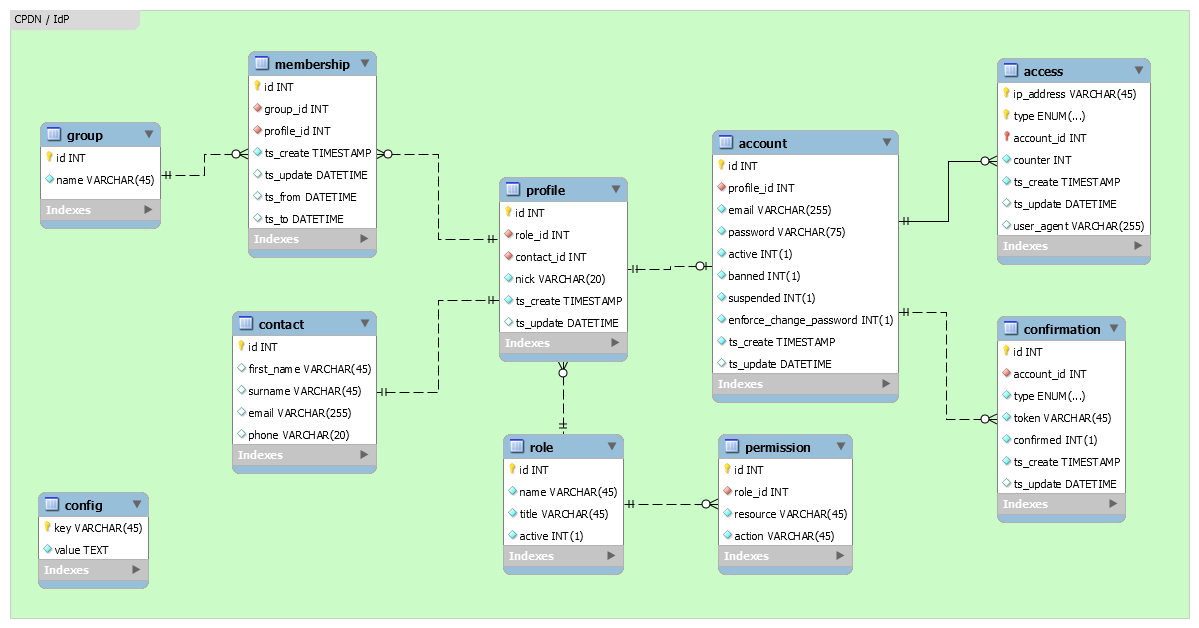 CPDN / IdP
membership
id INT
group_id INT
profile_id INT
ts_create TIMESTAMP
ts_update DATETIME
ts_from DATETIME
ts_to DATETIME
Indexes
group
id INT
name VARCHAR(45)
Indexes
profile
id INT
role_id INT
contact_id INT
nick VARCHAR(20)
ts_create TIMESTAMP
ts_update DATETIME
Indexes
account
id INT
profile_id INT
email VARCHAR(255)
password VARCHAR(75)
active INT(1)
banned INT(1)
suspended INT(1)
enforce_change_password INT(1)
ts_create TIMESTAMP
ts_update DATETIME
Indexes
access
ip_address VARCHAR(45)
type ENUM(...)
account_id INT
counter INT
ts_create TIMESTAMP
ts_update DATETIME
user_agent VARCHAR(255)
Indexes
contact
id INT
first_name VARCHAR(45)
surname VARCHAR(45)
email VARCHAR(255)
phone VARCHAR(20)
Indexes
confirmation
id INT
account_id INT
type ENUM(...)
token VARCHAR(45)
confirmed INT(1)
ts_create TIMESTAMP
ts_update DATETIME
Indexes
role
id INT
name VARCHAR(45)
title VARCHAR(45)
active INT(1)
Indexes
permission
id INT
role_id INT
resource VARCHAR(45)
action VARCHAR(45)
Indexes
config
key VARCHAR(45)
value TEXT
Indexes